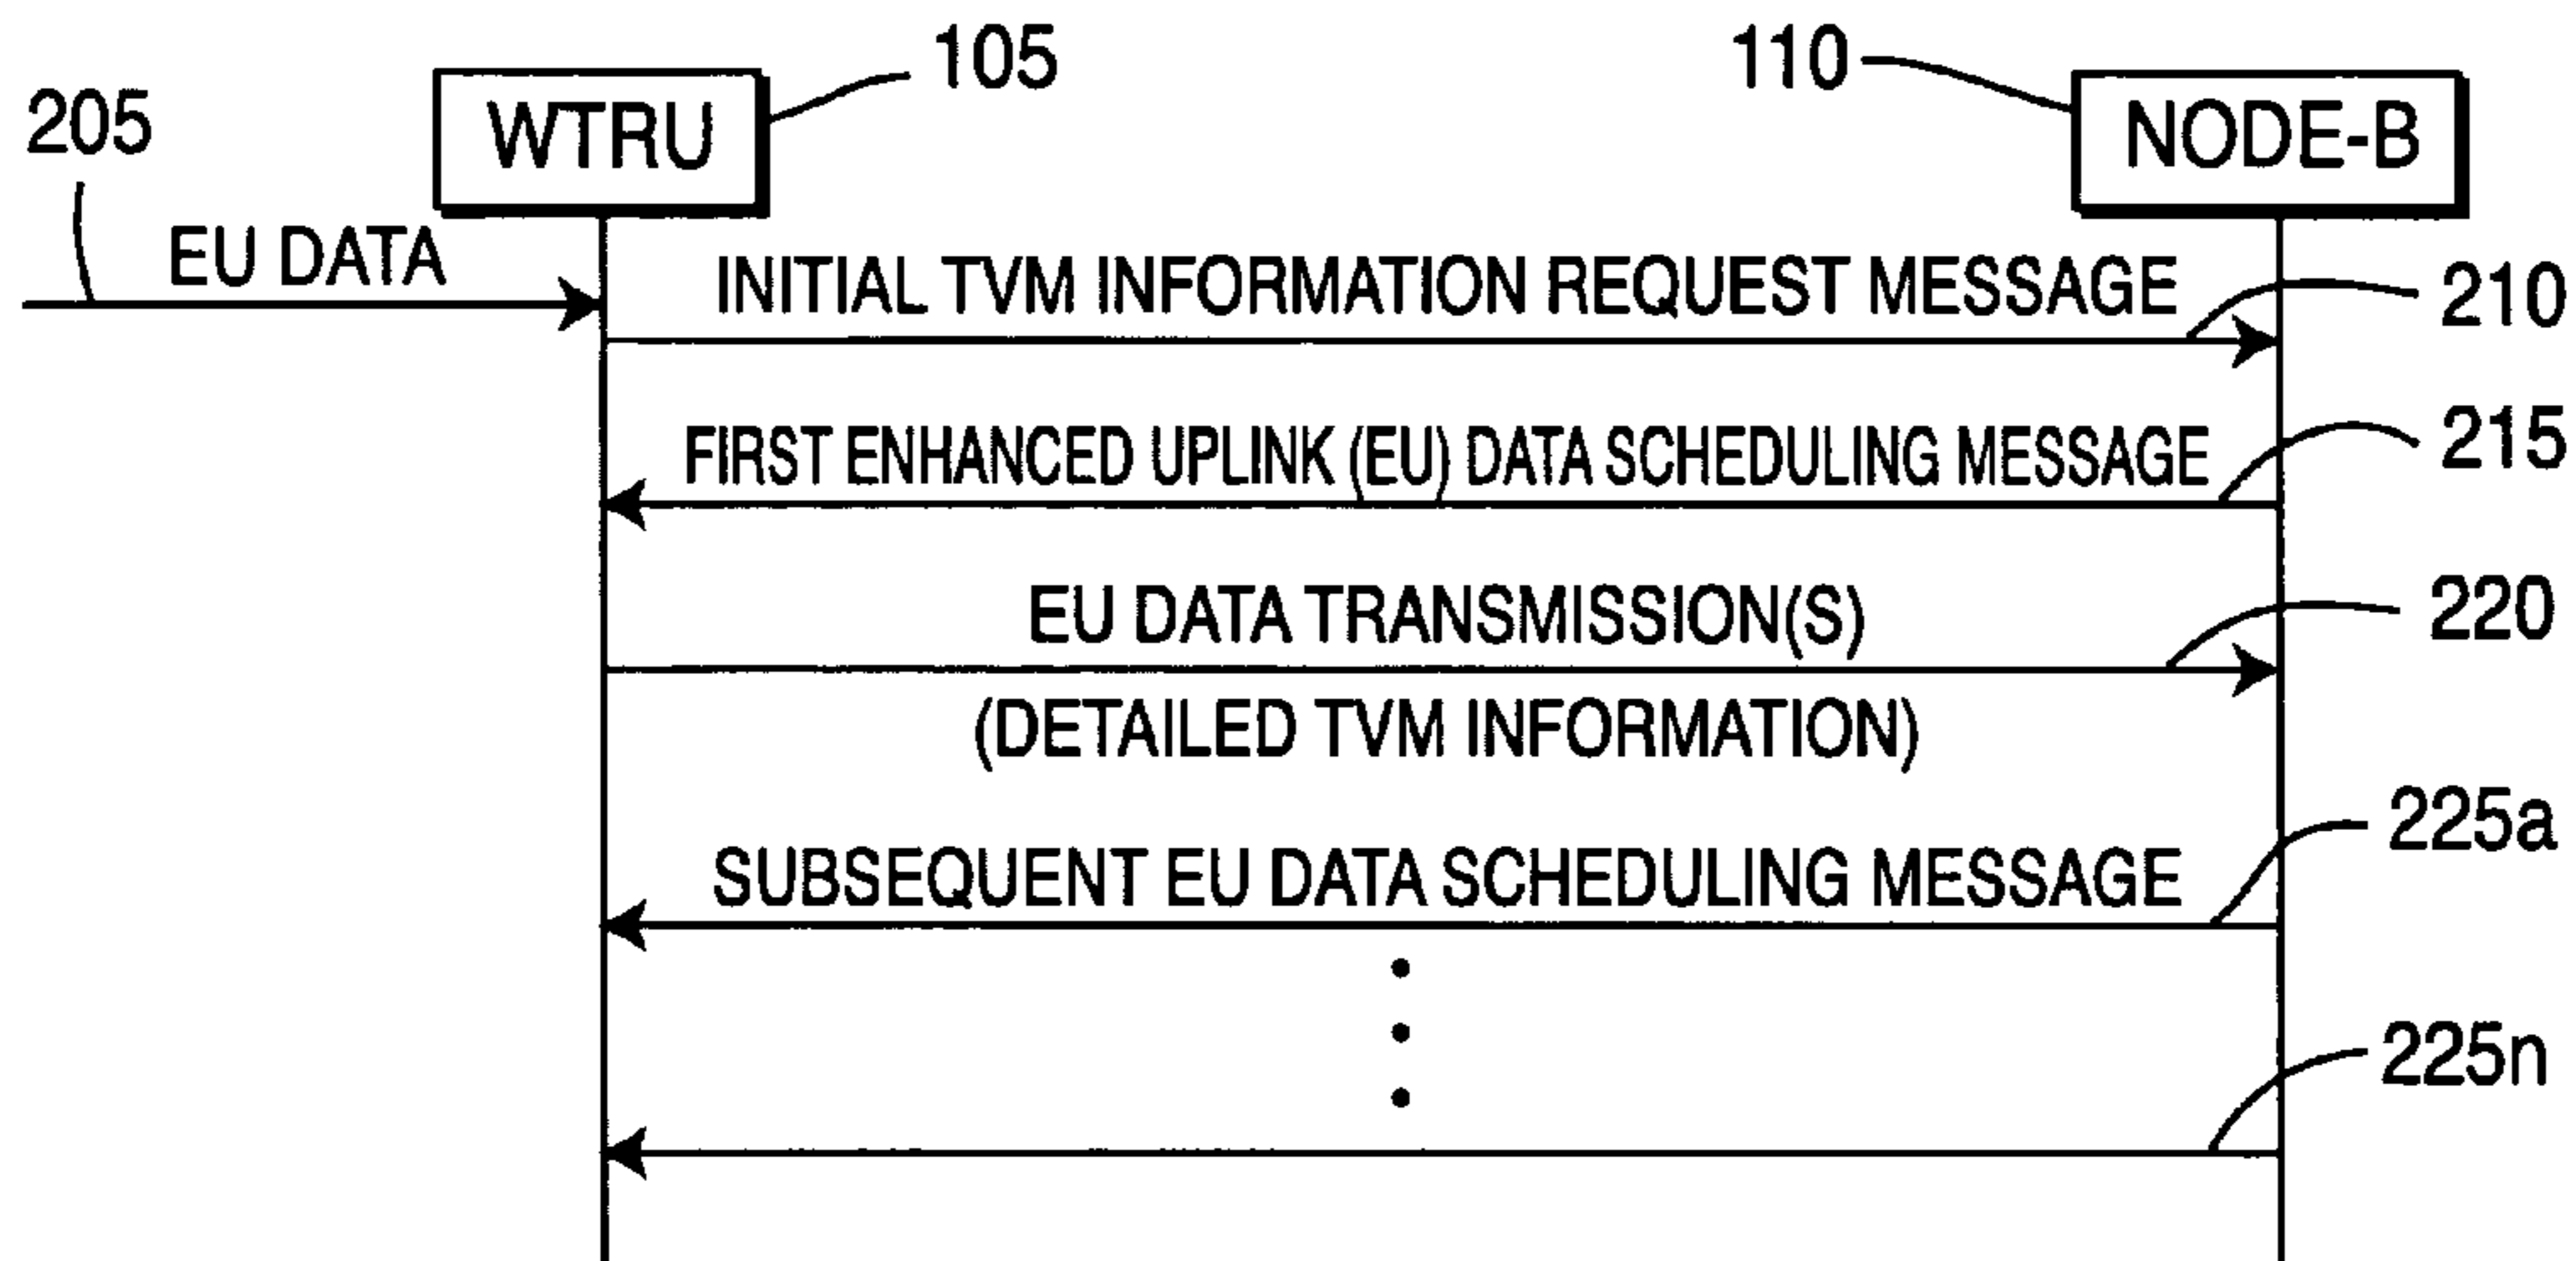 105
110
205
WTRU
NODE-B
EU DATA
INITIAL TVM INFORMATION REQUEST MESSAGE
210
FIRST ENHANCED UPLINK (EU) DATA SCHEDULING MESSAGE
215
EU DATA TRANSMISSION(S)
220
(DETAILED TVM INFORMATION)
225a
SUBSEQUENT EU DATA SCHEDULING MESSAGE
225n